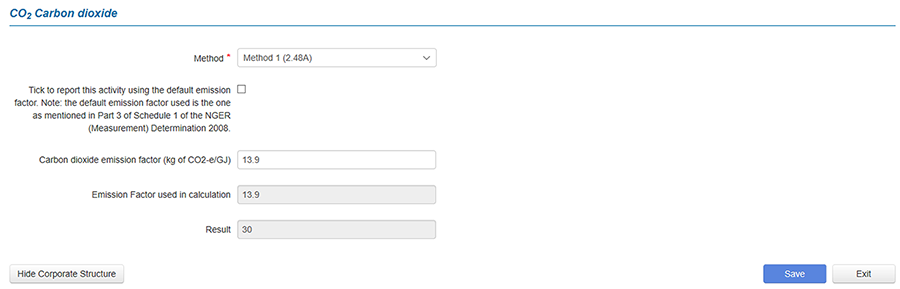 CO2 Carbon dioxide
Method * Method 1 (2.48A)
Tick to report this activity using the default emission
factor. Note: the default emission factor used is the one
as mentioned in Part 3 of Schedule 1 of the NGER
(Measurement) Determination 2008.
Carbon dioxide emission factor (kg of CO2-e/GJ) 13.9
Emission Factor used in calculation 13.9
Result 30
Hide Corporate Structure Save Exit